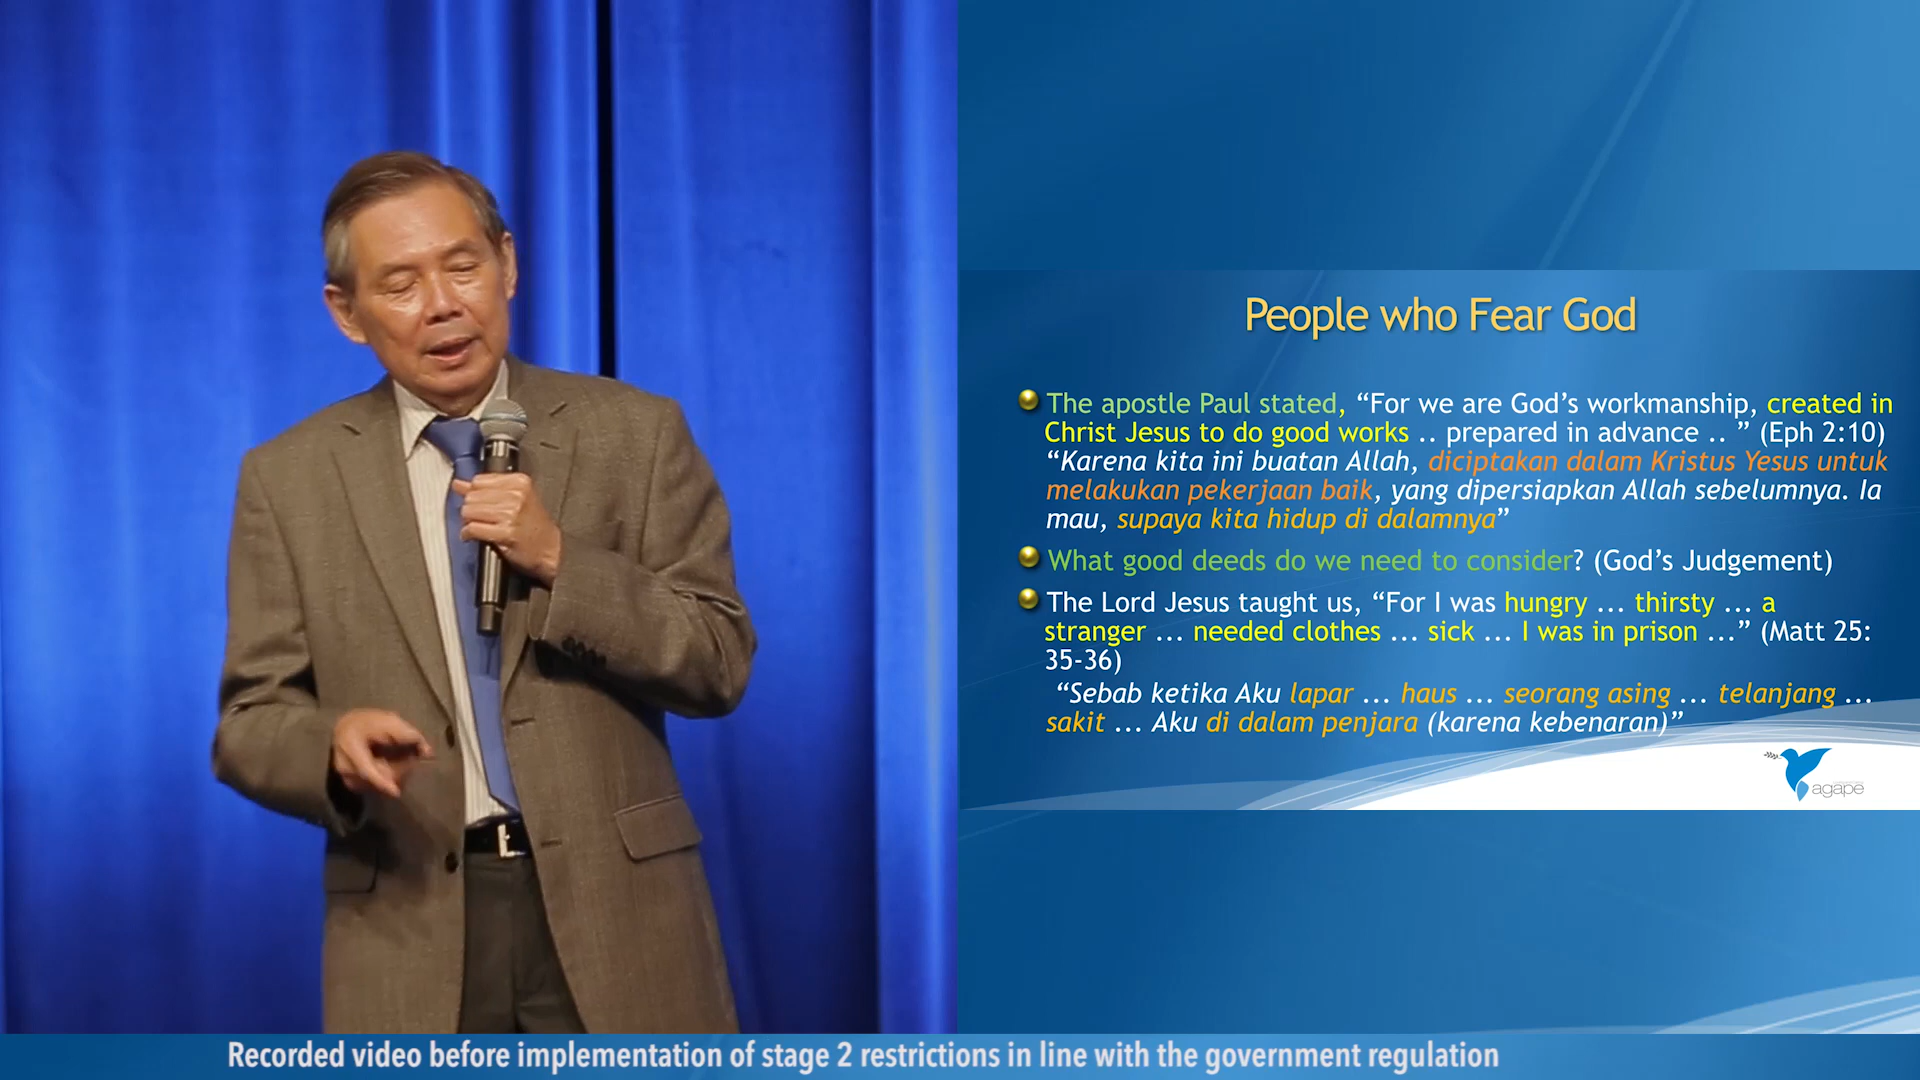 People who Fear God
The apostle Paul stated, “For we are God’s workmanship, created in
Christ Jesus to do good works .. prepared in advance .. ” (Eph 2:10)
“Karena kita ini buatan Allah, diciptakan dalam Kristus Yesus untuk
melakukan pekerjaan baik, yang dipersiapkan Allah sebelumnya. Ia
mau, supaya kita hidup di dalamnya”
What good deeds do we need to consider? (God’s Judgement)
The Lord Jesus taught us, “For I was hungry ... thirsty ... a
stranger ... needed clothes ... sick ... I was in prison ...” (Matt 25:
35-36)
“Sebab ketika Aku lapar ... haus ... seorang asing ... telanjang ...
sakit ... Aku di dalam penjara (karena kebenaran)”
agape
Recorded video before implementation of stage 2 restrictions in line with the government regulation